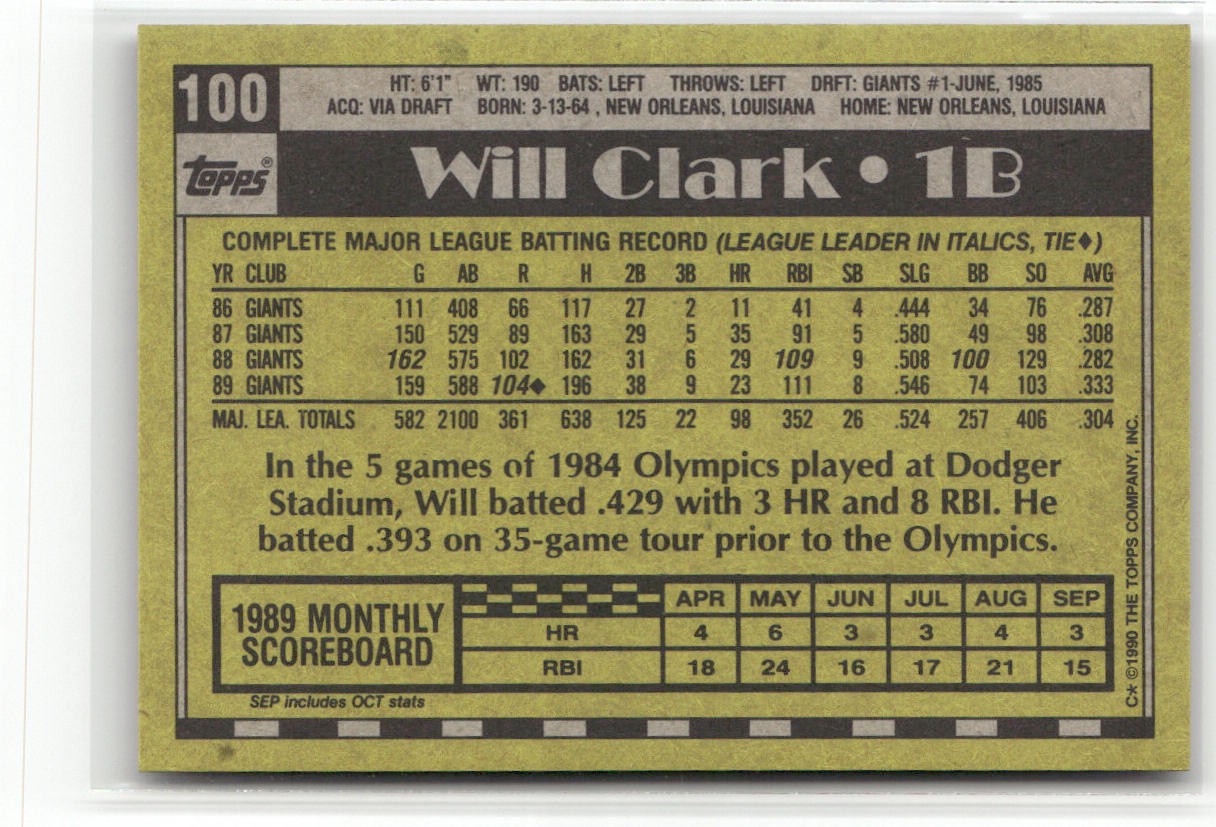 100
HT: 6'1" WT: 190 BATS: LEFT THROWS: LEFT DRFT: GIANTS #1-JUNE, 1985
ACQ: VIA DRAFT BORN: 3-13-64 , NEW ORLEANS, LOUISIANA HOME: NEW ORLEANS, LOUISIANA
Topps®
Will Clark • 1B
COMPLETE MAJOR LEAGUE BATTING RECORD (LEAGUE LEADER IN ITALICS, TIE♦)
YR CLUB G AB R H 2B 3B HR RBI SB SLG BB SO AVG
86 GIANTS 111 408 66 117 27 2 11 41 4 .444 34 76 .287
87 GIANTS 150 529 89 163 29 5 35 91 5 .580 49 98 .308
88 GIANTS 162 575 102 162 31 6 29 109 9 .508 100 129 .282
89 GIANTS 159 588 104♦ 196 38 9 23 111 8 .546 74 103 .333
MAJ. LEA. TOTALS 582 2100 361 638 125 22 98 352 26 .524 257 406 .304
In the 5 games of 1984 Olympics played at Dodger
Stadium, Will batted .429 with 3 HR and 8 RBI. He
batted .393 on 35-game tour prior to the Olympics.
1989 MONTHLY
SCOREBOARD
APR MAY JUN JUL AUG SEP
HR 4 6 3 3 4 3
RBI 18 24 16 17 21 15
SEP includes OCT stats
C* ©1990 THE TOPPS COMPANY, INC.